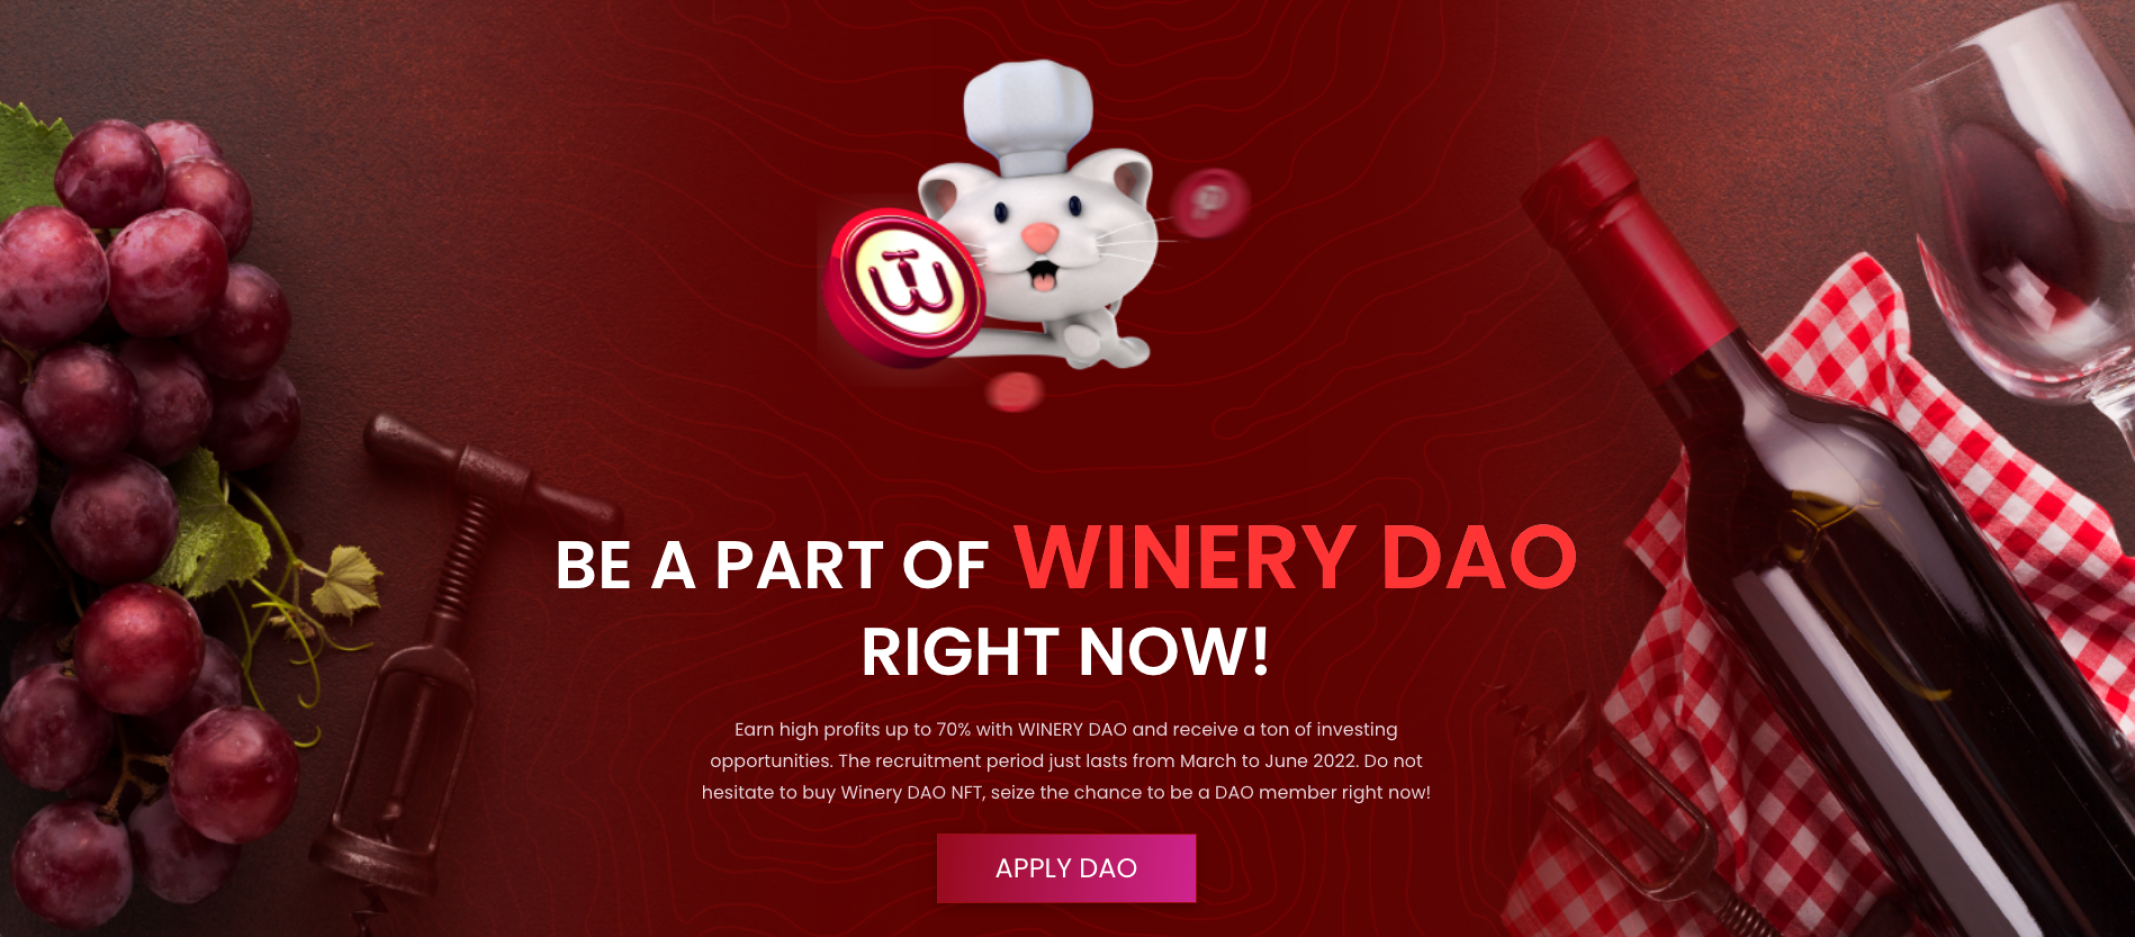 BE A PART OF WINERY DAO
RIGHT NOW!
Earn high profits up to 70% with WINERY DAO and receive a ton of investing
opportunities. The recruitment period just lasts from March to June 2022. Do not
hesitate to buy Winery DAO NFT, seize the chance to be a DAO member right now!
APPLY DAO